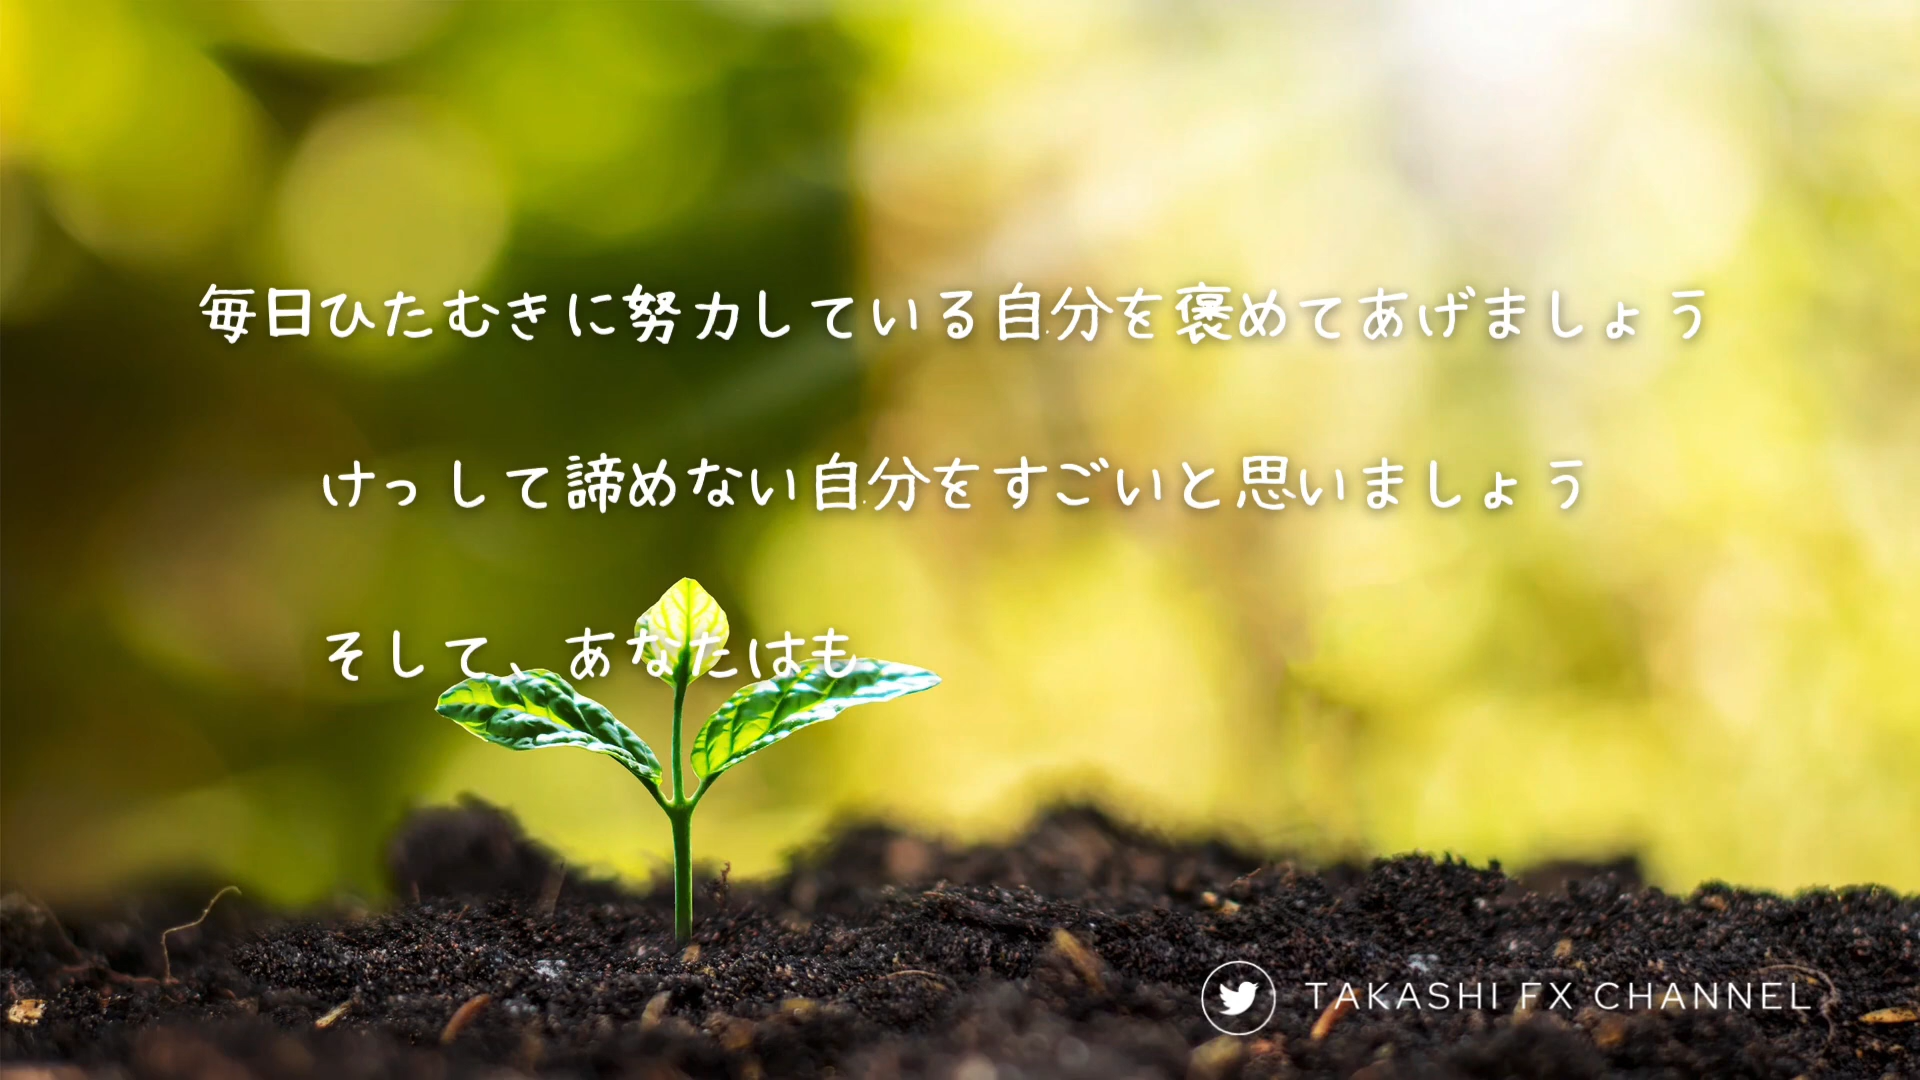 毎日ひたむきに努力している自分を褒めてあげましょう
けっして諦めない自分をすごいと思いましょう
そして、あなたはも
TAKASHI FX CHANNEL